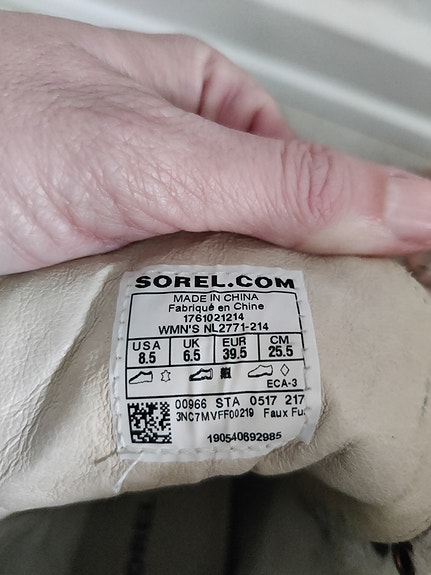 SOREL.COM
MADE IN CHINA
Fabriqué en Chine
1761021214
WMN'S NL2771-214
USA UK EUR CM
8.5 6.5 39.5 25.5
ECA-3
00966 STA 0517 217
3NC7MVFF00219 Faux Fu
190540692985